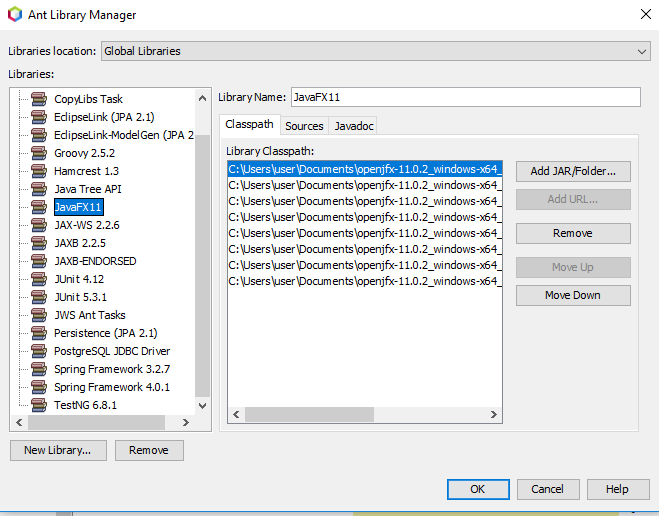 Ant Library Manager
Libraries location: Global Libraries
Libraries:
CopyLibs Task
EclipseLink (JPA 2.1)
EclipseLink-ModelGen (JPA 2
Groovy 2.5.2
Hamcrest 1.3
Java Tree API
JavaFX11
JAX-WS 2.2.6
JAXB 2.2.5
JAXB-ENDORSED
JUnit 4.12
JUnit 5.3.1
JWS Ant Tasks
Persistence (JPA 2.1)
PostgreSQL JDBC Driver
Spring Framework 3.2.7
Spring Framework 4.0.1
TestNG 6.8.1
New Library...
Remove
Library Name: JavaFX11
Classpath
Sources
Javadoc
Library Classpath:
C:\Users\user\Documents\openjfx-11.0.2_windows-x64_
C:\Users\user\Documents\openjfx-11.0.2_windows-x64_
C:\Users\user\Documents\openjfx-11.0.2_windows-x64_
C:\Users\user\Documents\openjfx-11.0.2_windows-x64_
C:\Users\user\Documents\openjfx-11.0.2_windows-x64_
C:\Users\user\Documents\openjfx-11.0.2_windows-x64_
C:\Users\user\Documents\openjfx-11.0.2_windows-x64_
C:\Users\user\Documents\openjfx-11.0.2_windows-x64_
Add JAR/Folder...
Add URL...
Remove
Move Up
Move Down
OK
Cancel
Help